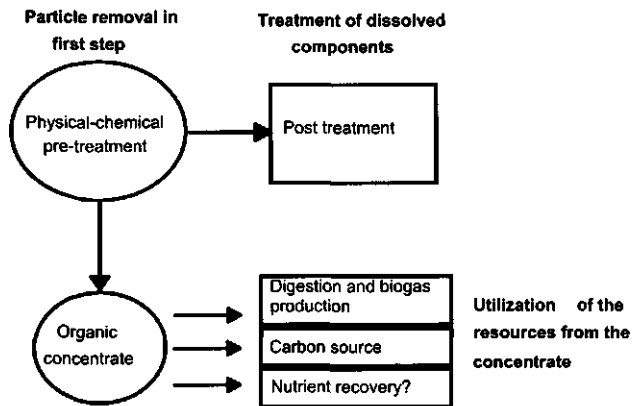 Particle removal in
first step
Treatment of dissolved
components
Physical-chemical
pre-treatment
Post treatment
Organic
concentrate
Digestion and biogas
production
Carbon source
Nutrient recovery?
Utilization of the
resources from the
concentrate